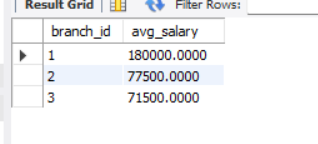 Result Grid Filter Rows:
branch_id avg_salary
1 180000.0000
2 77500.0000
3 71500.0000